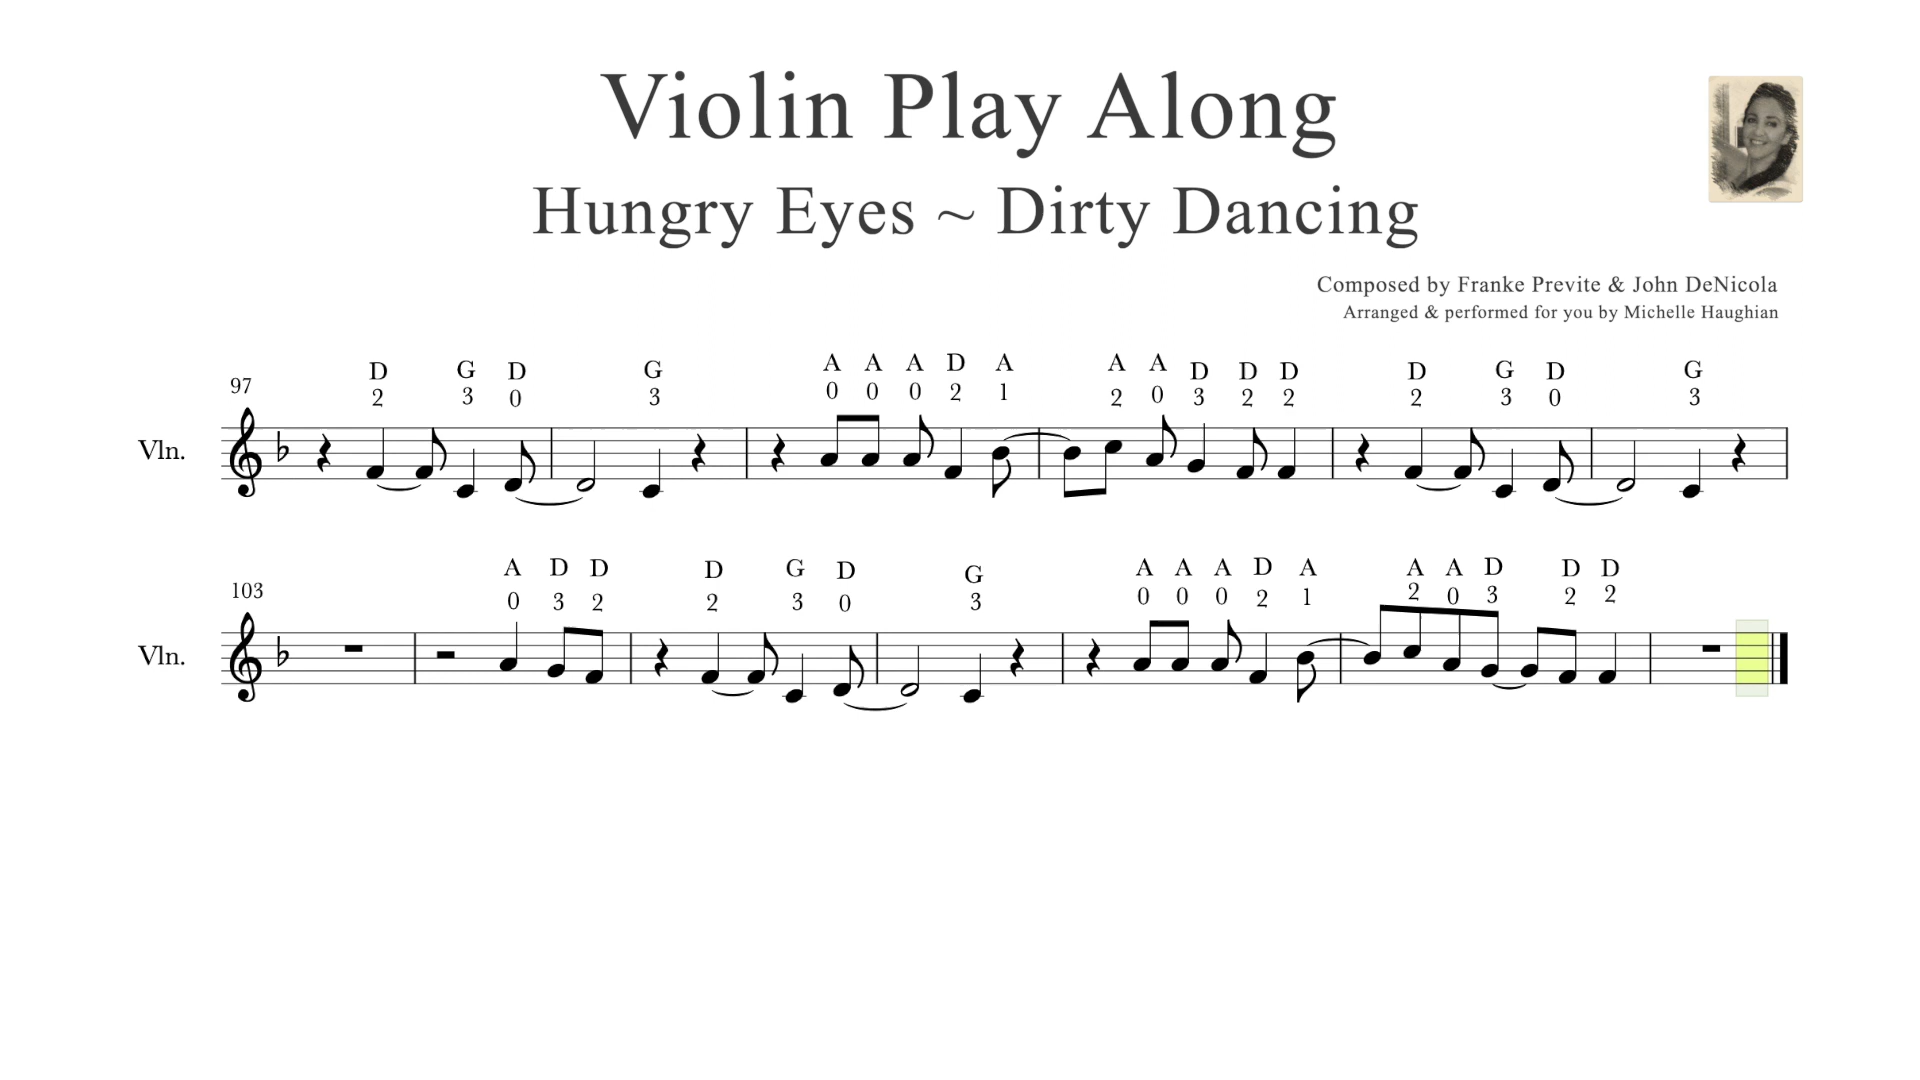 Violin Play Along
Hungry Eyes ~ Dirty Dancing
Composed by Franke Previte & John DeNicola
Arranged & performed for you by Michelle Haughian
D G D G A A A D A A A D D D D G D G
97 2 3 0 3 0 0 0 2 1 2 0 3 2 2 2 3 0 3
Vln.
A D D D G D G A A A D A A A D D D
103 0 3 2 2 3 0 3 0 0 0 2 1 2 0 3 2 2
Vln.